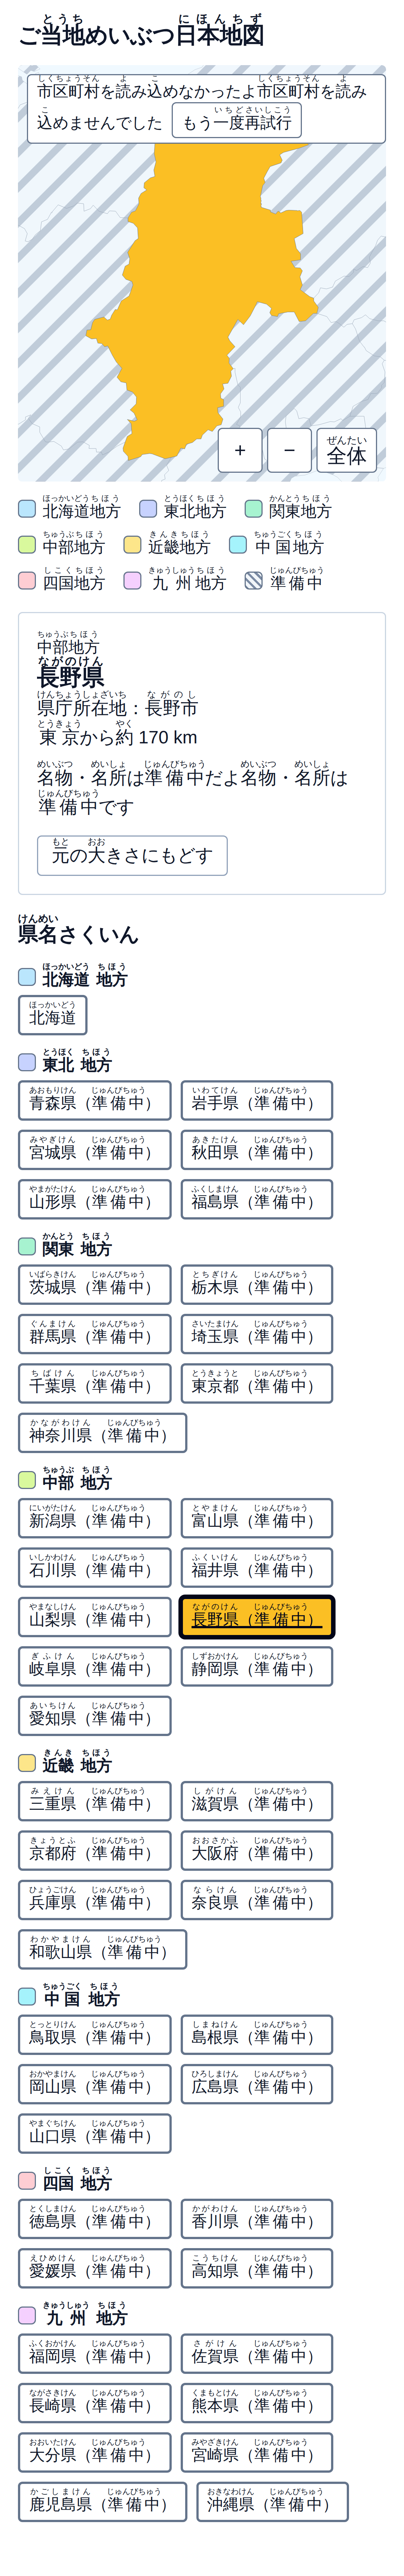 ご当地めいぶつ日本地図
市区町村を読み込めなかったよ市区町村を読み
込めませんでした もう一度再試行
+ − 全体
北海道地方 東北地方 関東地方
中部地方 近畿地方 中国地方
四国地方 九州地方 準備中
中部地方
長野県
県庁所在地：長野市
東京から約 170 km
名物・名所は準備中だよ名物・名所は
準備中です
元の大きさにもどす
県名さくいん
北海道 地方
北海道
東北 地方
青森県（準備中） 岩手県（準備中）
宮城県（準備中） 秋田県（準備中）
山形県（準備中） 福島県（準備中）
関東 地方
茨城県（準備中） 栃木県（準備中）
群馬県（準備中） 埼玉県（準備中）
千葉県（準備中） 東京都（準備中）
神奈川県（準備中）
中部 地方
新潟県（準備中） 富山県（準備中）
石川県（準備中） 福井県（準備中）
山梨県（準備中） 長野県（準備中）
岐阜県（準備中） 静岡県（準備中）
愛知県（準備中）
近畿 地方
三重県（準備中） 滋賀県（準備中）
京都府（準備中） 大阪府（準備中）
兵庫県（準備中） 奈良県（準備中）
和歌山県（準備中）
中国 地方
鳥取県（準備中） 島根県（準備中）
岡山県（準備中） 広島県（準備中）
山口県（準備中）
四国 地方
徳島県（準備中） 香川県（準備中）
愛媛県（準備中） 高知県（準備中）
九州 地方
福岡県（準備中） 佐賀県（準備中）
長崎県（準備中） 熊本県（準備中）
大分県（準備中） 宮崎県（準備中）
鹿児島県（準備中） 沖縄県（準備中）